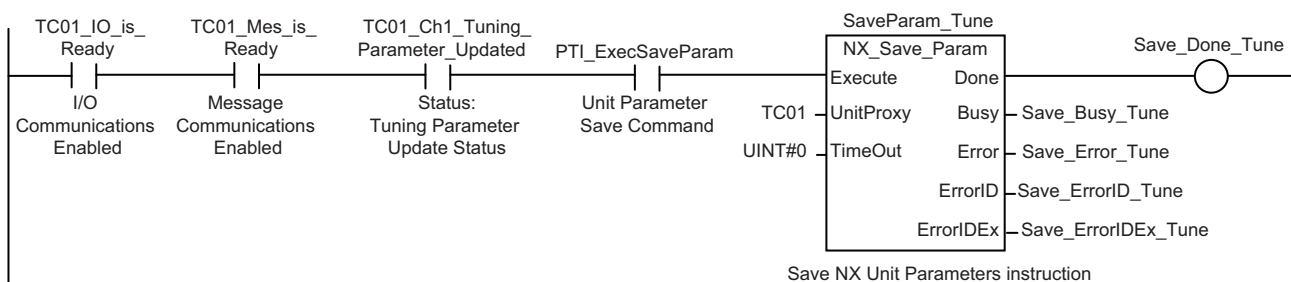 TC01_IO_is_
Ready
TC01_Mes_is_
Ready
TC01_Ch1_Tuning_
Parameter_Updated
PTI_ExecSaveParam
SaveParam_Tune
NX_Save_Param
Save_Done_Tune
Execute
Done
I/O
Communications
Enabled
Message
Communications
Enabled
Status:
Tuning Parameter
Update Status
Unit Parameter
Save Command
TC01
UnitProxy
Busy
Save_Busy_Tune
UINT#0
TimeOut
Error
Save_Error_Tune
ErrorID
Save_ErrorID_Tune
ErrorIDEx
Save_ErrorIDEx_Tune
Save NX Unit Parameters instruction